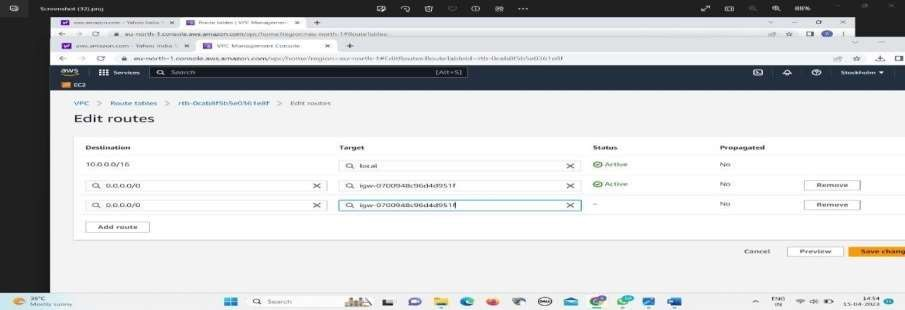 Screenshot (32).png
88%
aws.amazon.com - Yahoo India S
Route tables | VPC Management
eu-north-1.console.aws.amazon.com/vpc/home?region=eu-north-1#RouteTables:
aws.amazon.com - Yahoo India S
VPC Management Console
eu-north-1.console.aws.amazon.com/vpc/home?region=eu-north-1#EditRoutes:RouteTableId=rtb-0cab8f5b5e0361e8f
aws
Services
Search
[Alt+S]
Stockholm
EC2
VPC > Route tables > rtb-0cab8f5b5e0361e8f > Edit routes
Edit routes
Destination Target Status Propagated
10.0.0.0/16 local Active No
0.0.0.0/0 igw-0700948c96d4d951f Active No Remove
0.0.0.0/0 igw-0700948c96d4d951f - No Remove
Add route
Cancel Preview Save chang
35°C
Mostly sunny
Search
ENG
IN
14:54
15-04-2023